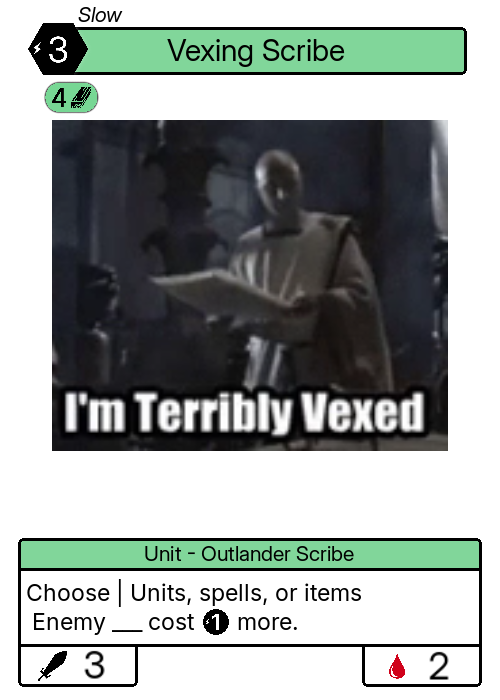 Slow
3
Vexing Scribe
4
I'm Terribly Vexed
Unit - Outlander Scribe
Choose | Units, spells, or items
Enemy ___ cost 1 more.
3
2